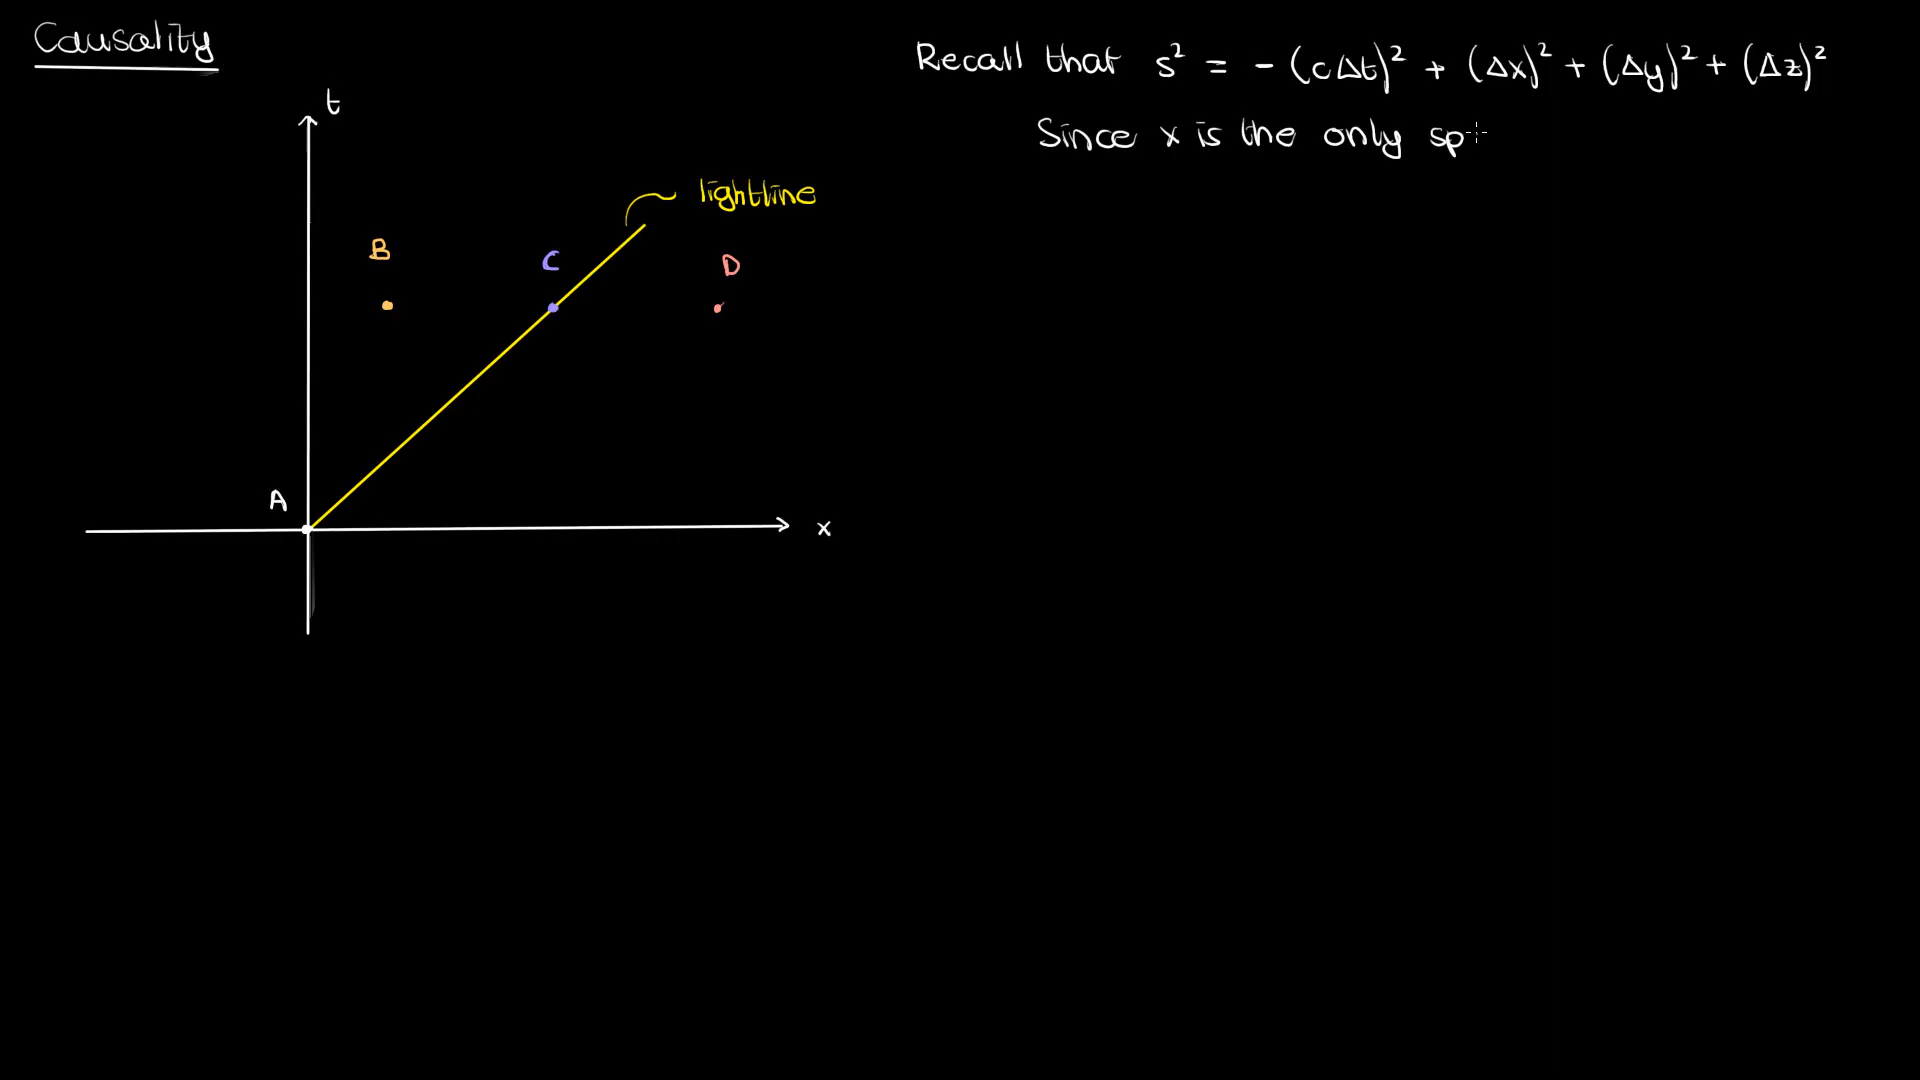 Causality
Recall that s² = - (cΔt)² + (Δx)² + (Δy)² + (Δz)²
Since x is the only sp
t
lightline
B
C
D
A
x